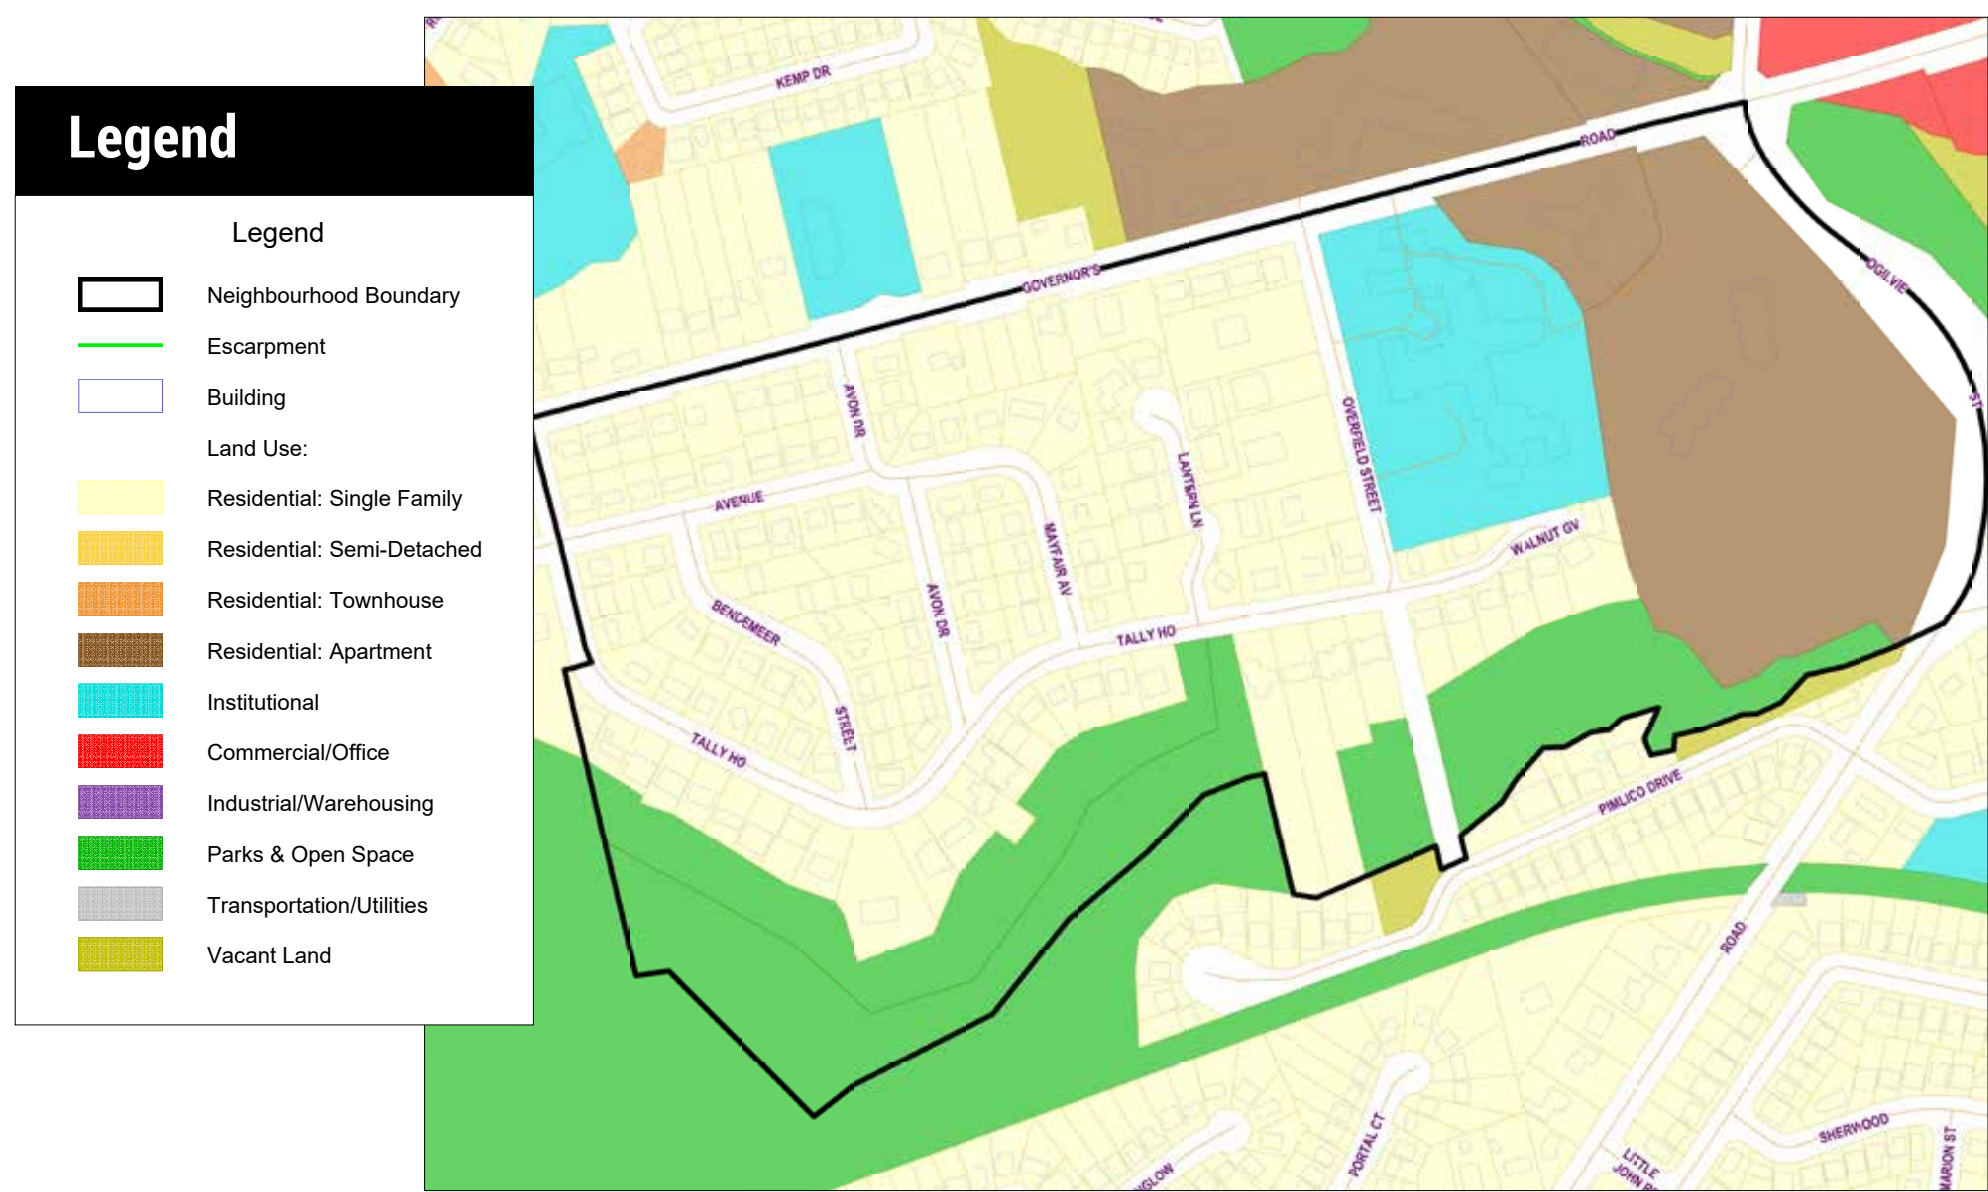 Legend
Legend
Neighbourhood Boundary
Escarpment
Building
Land Use:
Residential: Single Family
Residential: Semi-Detached
Residential: Townhouse
Residential: Apartment
Institutional
Commercial/Office
Industrial/Warehousing
Parks & Open Space
Transportation/Utilities
Vacant Land
KEMP DR
ROAD
GOVERNOR'S
OGILVIE
ST
AVON DR
OVERFIELD STREET
LANTERN LN
AVENUE
MAYFAIR AV
WALNUT GV
AVON DR
TALLY HO
STREET
TALLY HO
PIMLICO DRIVE
ROAD
PORTAL CT
SHERWOOD
LITTLE
JOHN
MARION ST